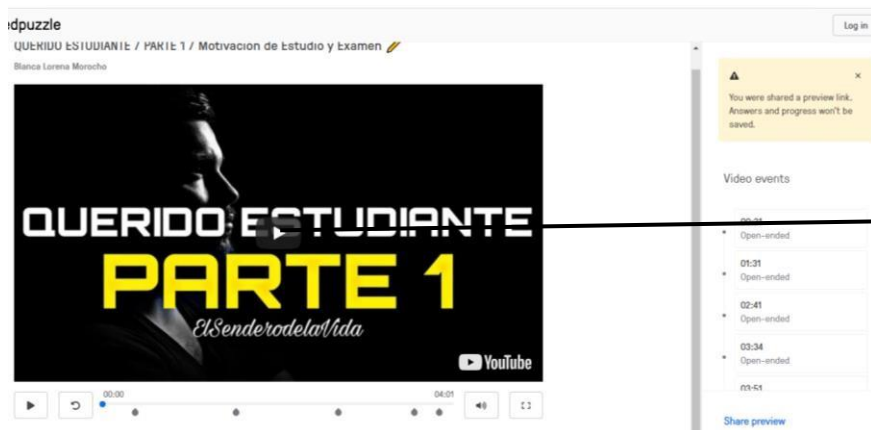 edpuzzle
Log in
QUERIDO ESTUDIANTE / PARTE 1 / Motivación de Estudio y Examen
Blanca Lorena Morocho
You were shared a preview link.
Answers and progress won't be
saved.
Video events
QUERIDO ESTUDIANTE
PARTE 1
ElSenderodelaVida
YouTube
00:00
04:01
Open-ended
01:31
Open-ended
02:41
Open-ended
03:34
Open-ended
03:51
Share preview